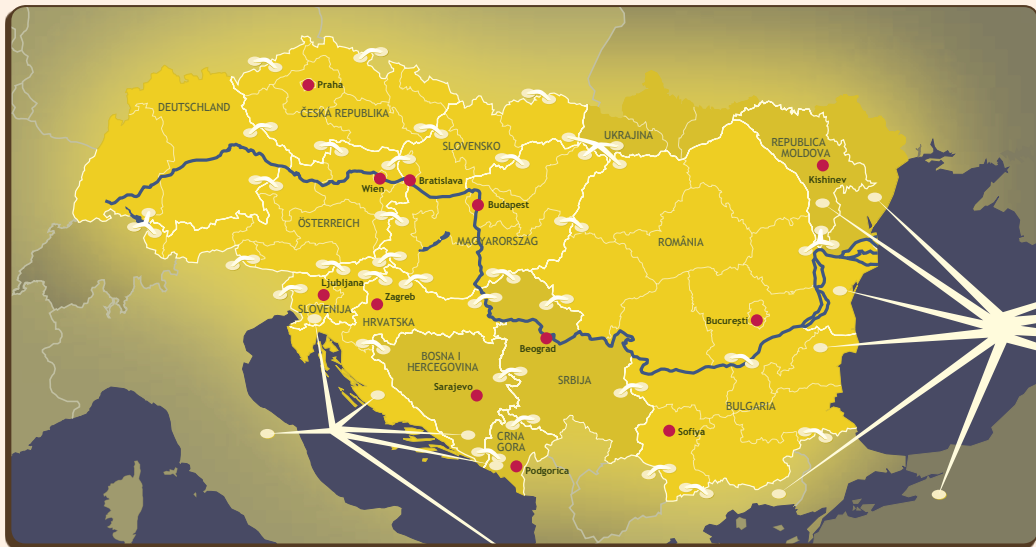 Praha
DEUTSCHLAND
ČESKÁ REPUBLIKA
UKRAJINA
SLOVENSKO
REPUBLICA
MOLDOVA
Kishinev
Wien
Bratislava
Budapest
ÖSTERREICH
MAGYARORSZÁG
ROMÂNIA
Ljubljana
Zagreb
SLOVENIJA
HRVATSKA
București
Beograd
BOSNA I
HERCEGOVINA
SRBIJA
Sarajevo
BULGARIA
Sofiya
CRNA
GORA
Podgorica